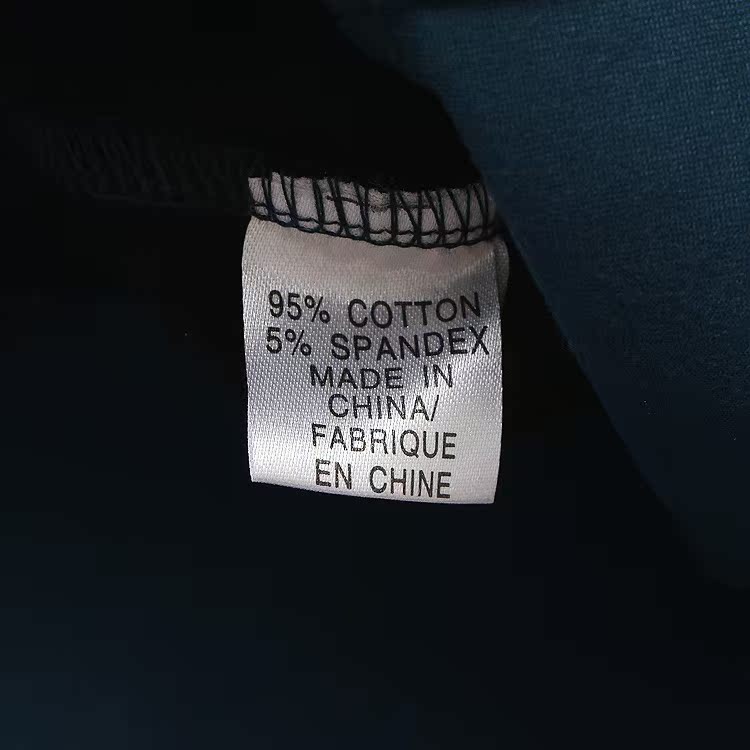 95% COTTON
5% SPANDEX
MADE IN
CHINA/
FABRIQUE
EN CHINE